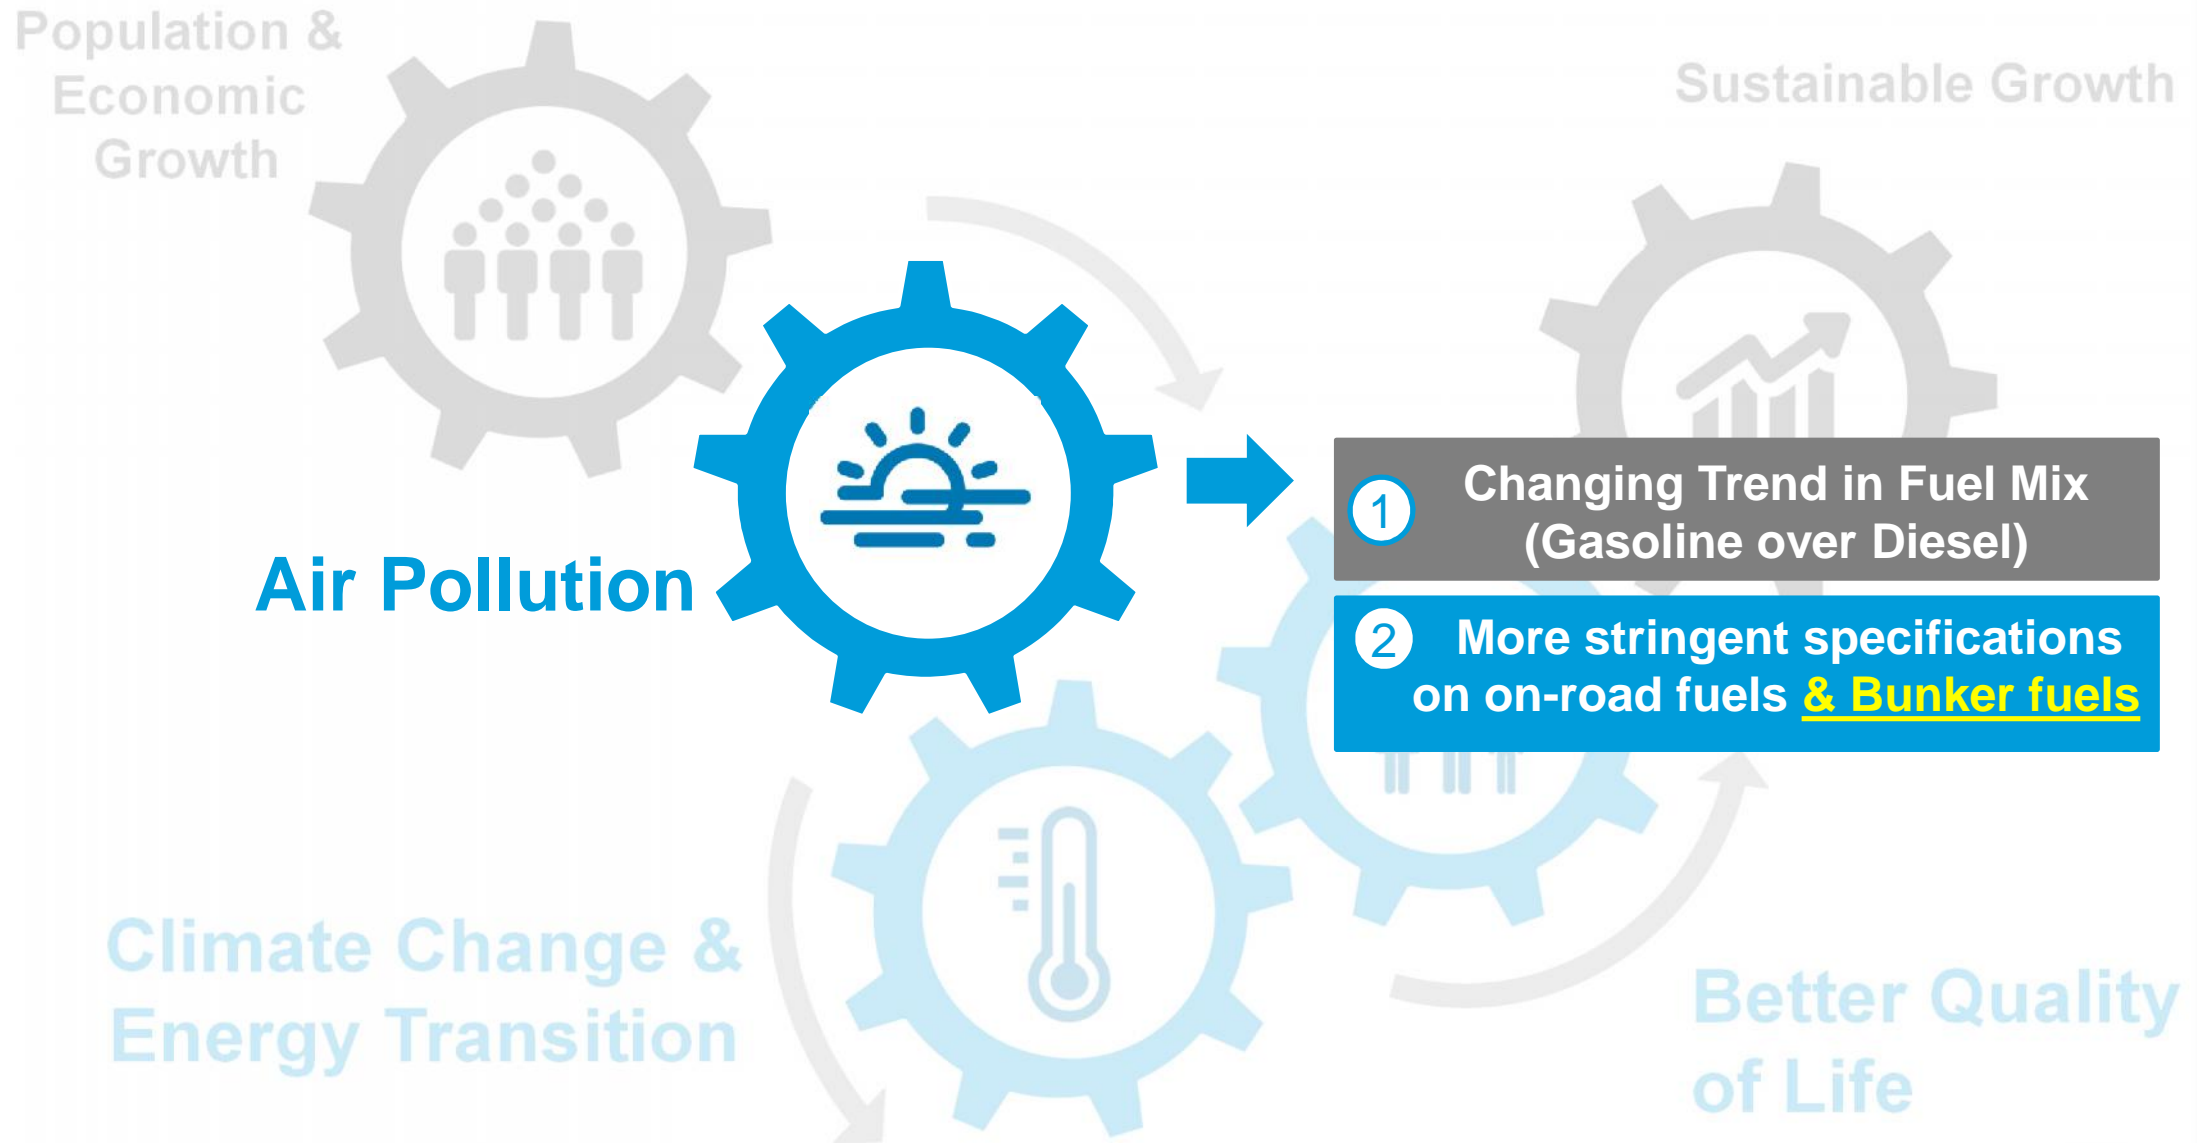 Population &
Economic
Growth
Sustainable Growth
Air Pollution
1
Changing Trend in Fuel Mix
(Gasoline over Diesel)
2
More stringent specifications
on on-road fuels & Bunker fuels
Climate Change &
Energy Transition
Better Quality
of Life